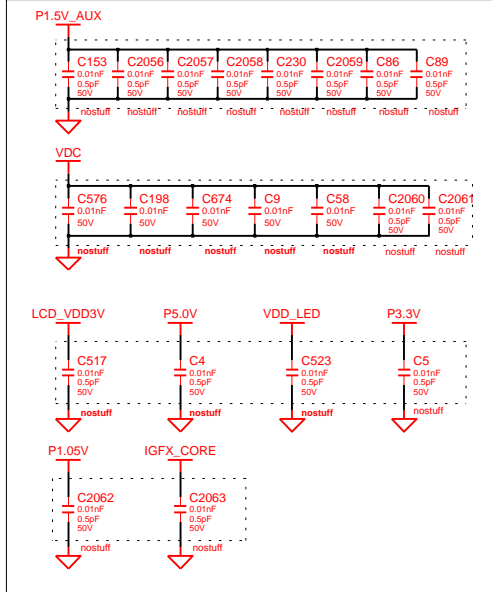 P1.5V_AUX
C153 C2056 C2057 C2058 C230 C2059 C86 C89
0.01nF 0.01nF 0.01nF 0.01nF 0.01nF 0.01nF 0.01nF 0.01nF
0.5pF 0.5pF 0.5pF 0.5pF 0.5pF 0.5pF 0.5pF 0.5pF
50V 50V 50V 50V 50V 50V 50V 50V
nostuff nostuff nostuff nostuff nostuff nostuff nostuff nostuff
VDC
C576 C198 C674 C9 C58 C2060 C2061
0.01nF 0.01nF 0.01nF 0.01nF 0.01nF 0.01nF 0.01nF
0.5pF 0.5pF
50V 50V 50V 50V 50V 50V 50V
nostuff nostuff nostuff nostuff nostuff nostuff nostuff
LCD_VDD3V P5.0V VDD_LED P3.3V
C517 C4 C523 C5
0.01nF 0.01nF 0.01nF 0.01nF
0.5pF 0.5pF 0.5pF 0.5pF
50V 50V 50V 50V
nostuff nostuff nostuff nostuff
P1.05V IGFX_CORE
C2062 C2063
0.01nF 0.01nF
0.5pF 0.5pF
50V 50V
nostuff nostuff